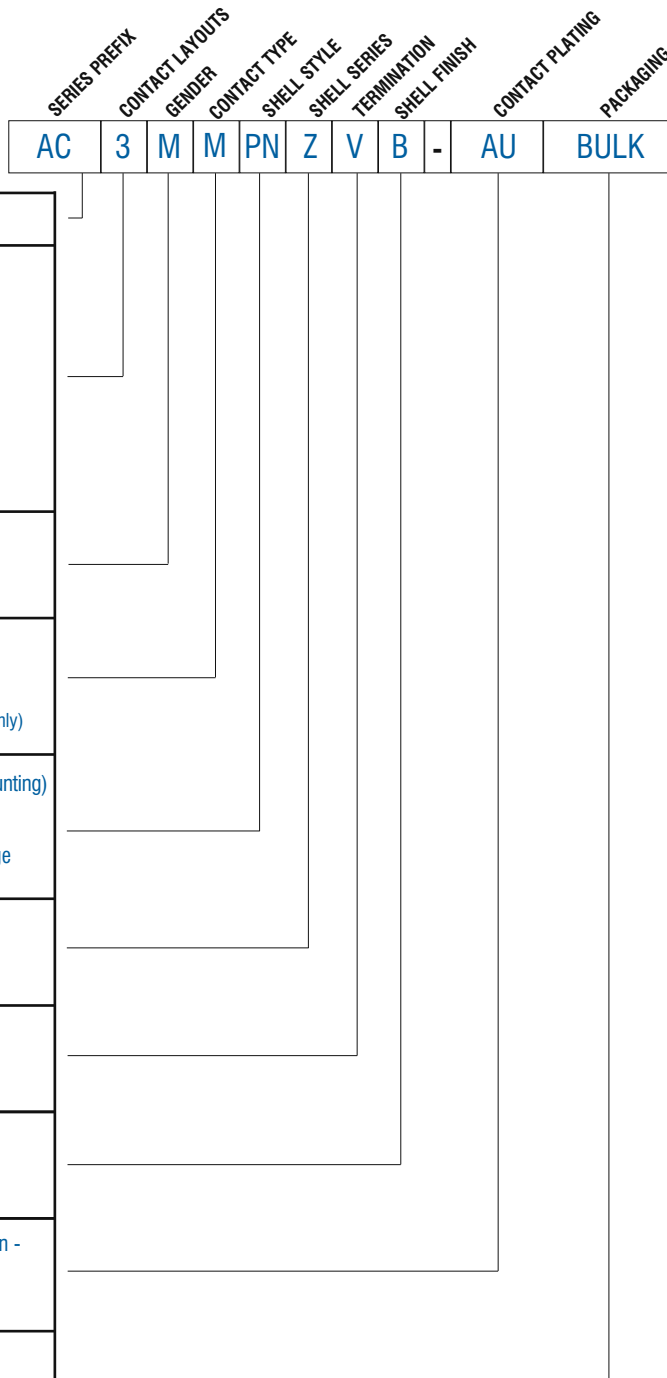 SERIES PREFIX
CONTACT LAYOUTS
GENDER
CONTACT TYPE
SHELL STYLE
SHELL SERIES
TERMINATION
SHELL FINISH
CONTACT PLATING
PACKAGING
AC 3 M M PN Z V B - AU BULK
nly)
unting)
ge
n -